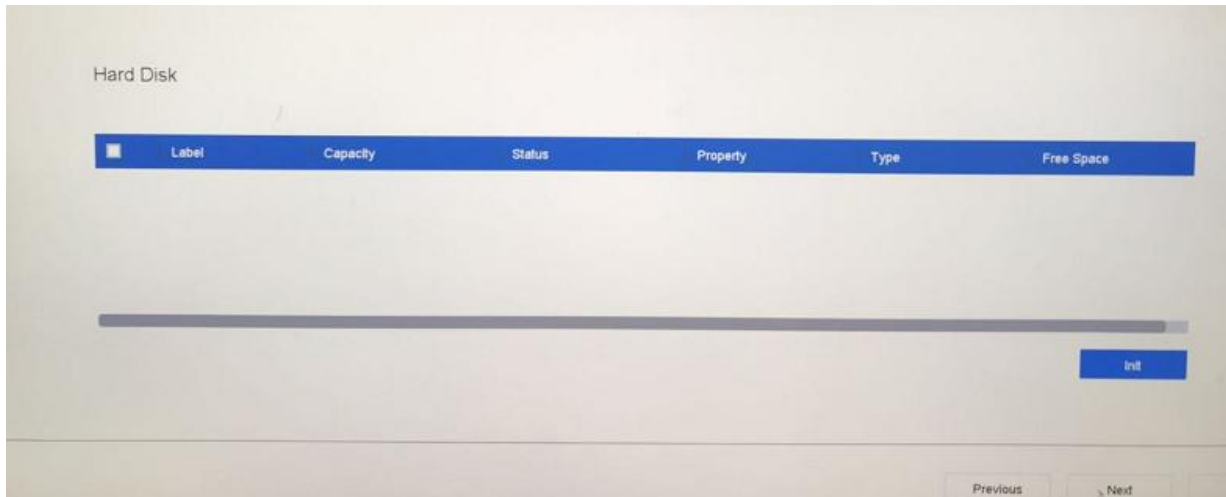 Hard Disk
Label Capacity Status Property Type Free Space
Init
Previous Next